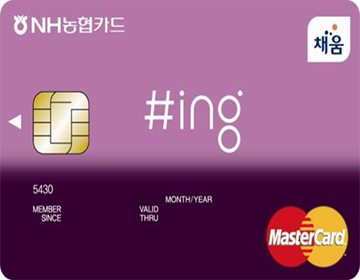 NH농협카드
채움
#ing
5430
MONTH/YEAR
MEMBER SINCE
VALID THRU
MasterCard